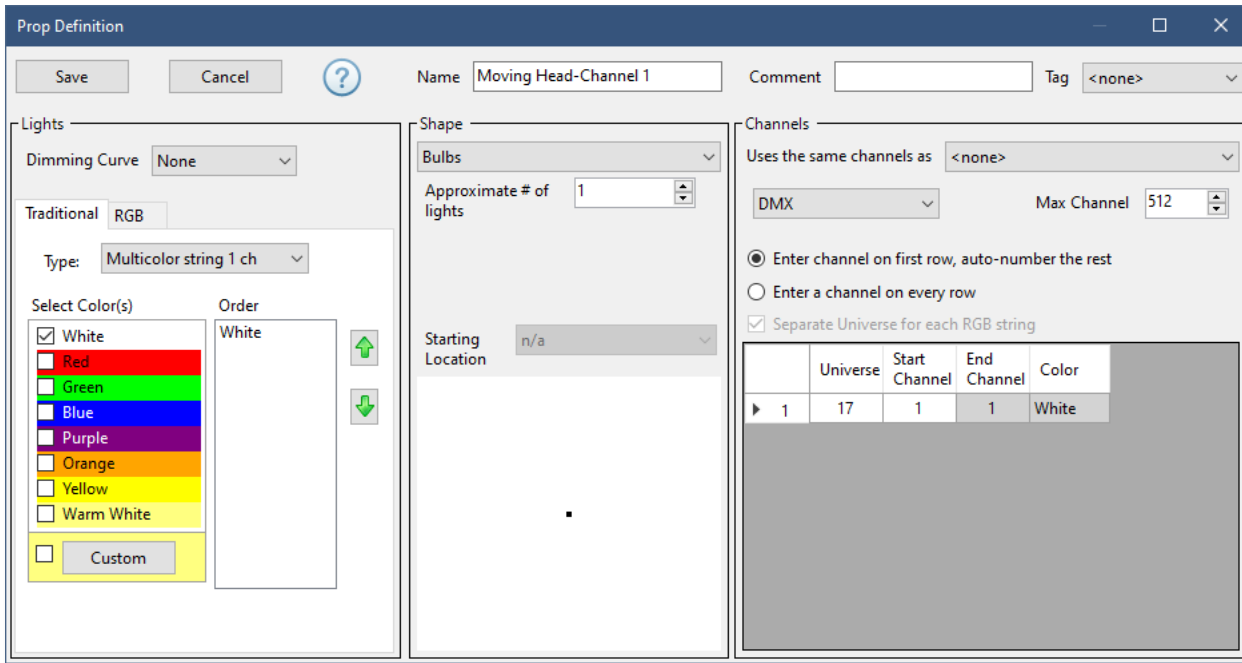 Prop Definition
Save
Cancel
?
Name
Moving Head-Channel 1
Comment
Tag
<none>
Lights
Dimming Curve
None
Traditional
RGB
Type:
Multicolor string 1 ch
Select Color(s)
Order
White
Red
Green
Blue
Purple
Orange
Yellow
Warm White
Custom
White
Shape
Bulbs
Approximate # of
lights
1
Starting
Location
n/a
Channels
Uses the same channels as
<none>
DMX
Max Channel
512
Enter channel on first row, auto-number the rest
Enter a channel on every row
Separate Universe for each RGB string
Universe
Start
Channel
End
Channel
Color
1
17
1
1
White